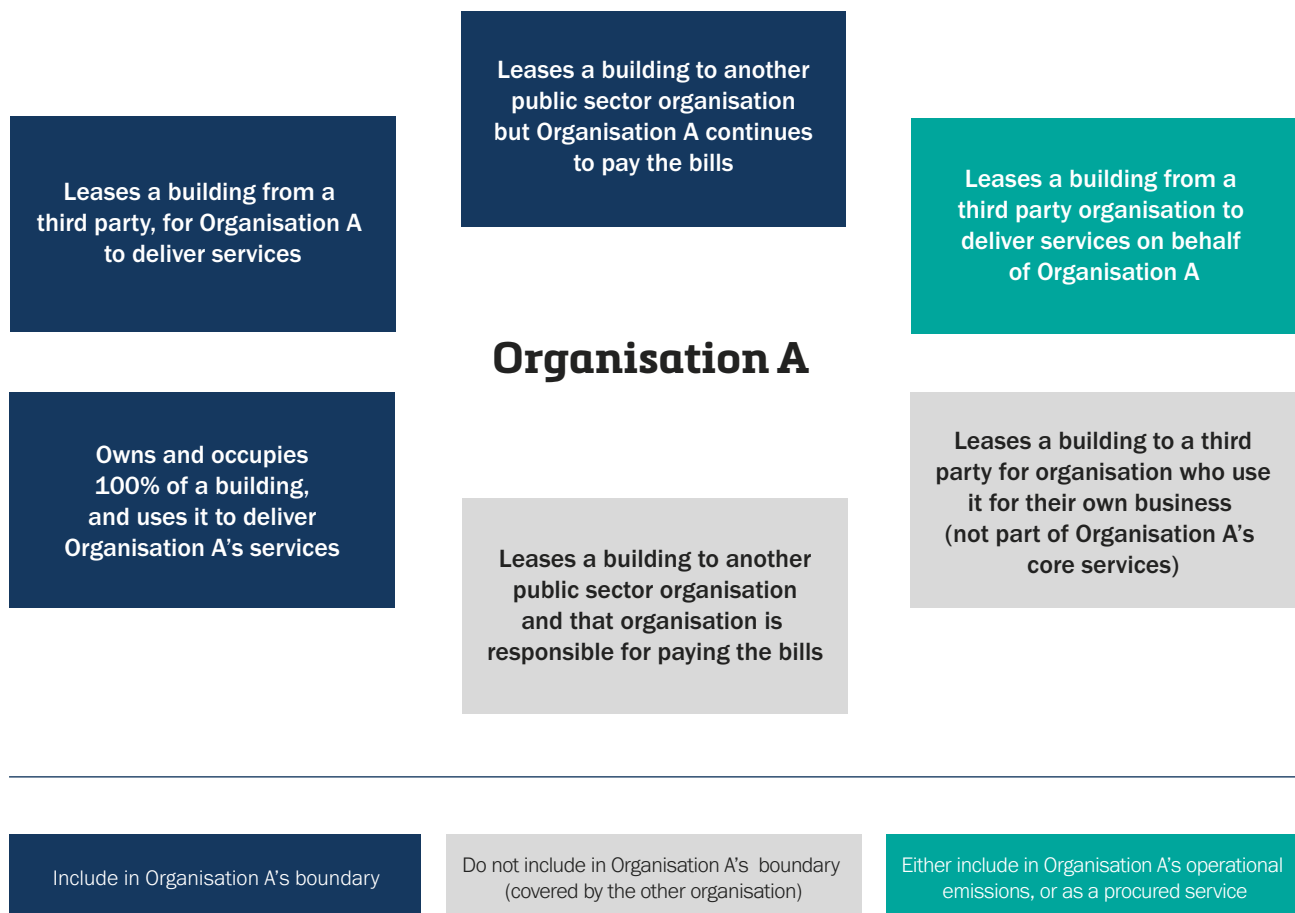 Leases a building to another
public sector organisation
but Organisation A continues
to pay the bills
Leases a building from a
third party, for Organisation A
to deliver services
Leases a building from a
third party organisation to
deliver services on behalf
of Organisation A
Organisation A
Owns and occupies
100% of a building,
and uses it to deliver
Organisation A's services
Leases a building to another
public sector organisation
and that organisation is
responsible for paying the bills
Leases a building to a third
party for organisation who use
it for their own business
(not part of Organisation A's
core services)
Include in Organisation A's boundary
Do not include in Organisation A's boundary
(covered by the other organisation)
Either include in Organisation A's operational
emissions, or as a procured service